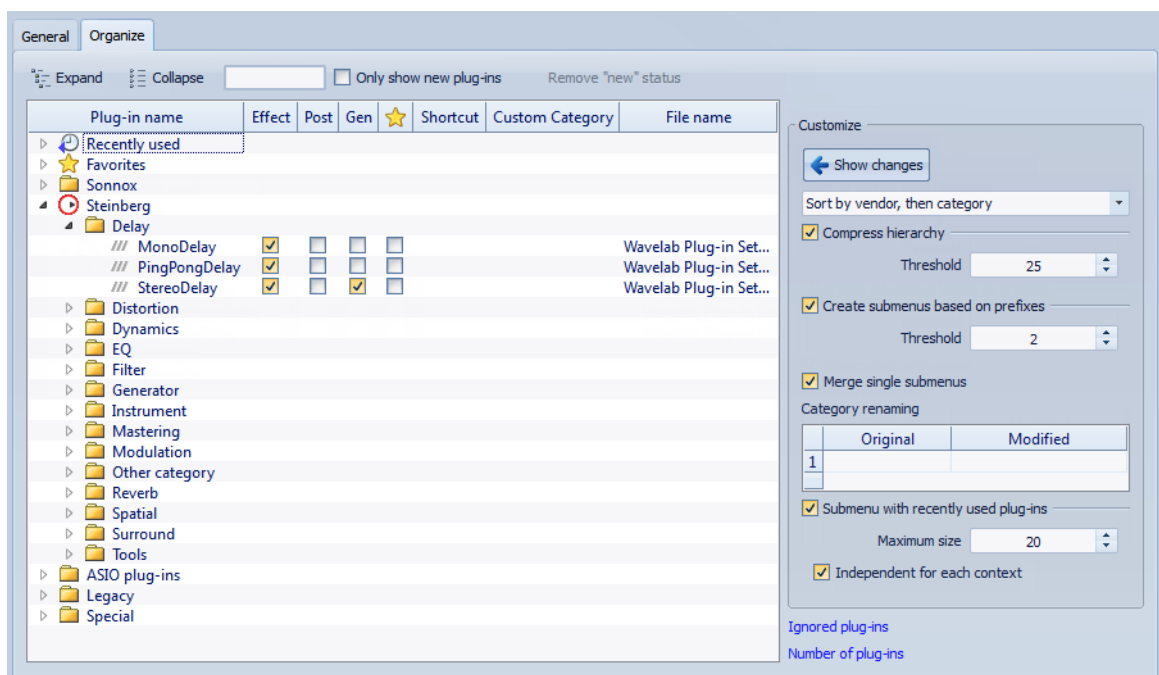 General Organize
Expand Collapse Only show new plug-ins Remove "new" status
Plug-in name Effect Post Gen Shortcut Custom Category File name
Recently used
Favorites
Sonnox
Steinberg
Delay
MonoDelay Wavelab Plug-in Set...
PingPongDelay Wavelab Plug-in Set...
StereoDelay Wavelab Plug-in Set...
Distortion
Dynamics
EQ
Filter
Generator
Instrument
Mastering
Modulation
Other category
Reverb
Spatial
Surround
Tools
ASIO plug-ins
Legacy
Special
Customize
Show changes
Sort by vendor, then category
Compress hierarchy
Threshold 25
Create submenus based on prefixes
Threshold 2
Merge single submenus
Category renaming
Original Modified
1
Submenu with recently used plug-ins
Maximum size 20
Independent for each context
Ignored plug-ins
Number of plug-ins